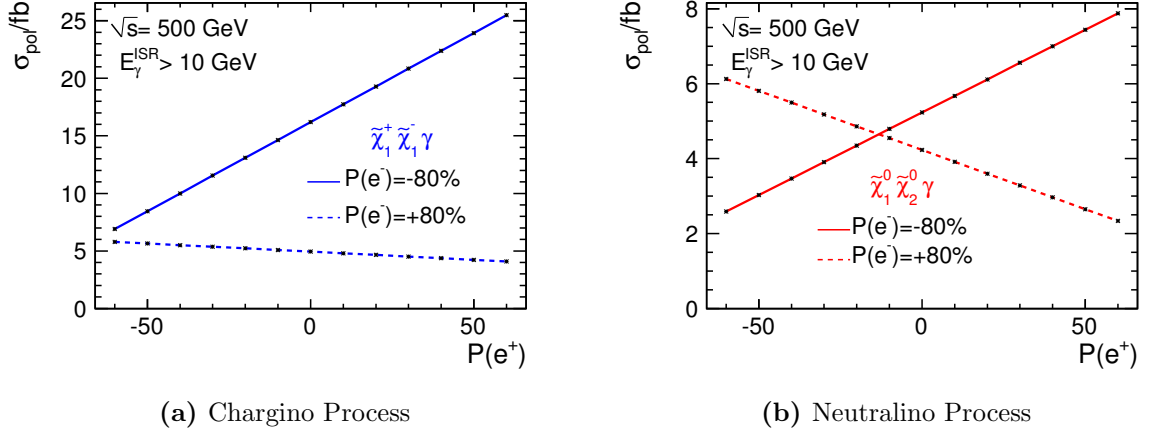 σpol/fb
25
20
15
10
5
0
√s= 500 GeV
EγISR > 10 GeV
χ̃1+ χ̃1- γ
P(e-)=-80%
P(e-)=+80%
-50 0 50
P(e+)
(a) Chargino Process
σpol/fb
8
6
4
2
0
√s= 500 GeV
EγISR > 10 GeV
χ̃10 χ̃20 γ
P(e-)=-80%
P(e-)=+80%
-50 0 50
P(e+)
(b) Neutralino Process